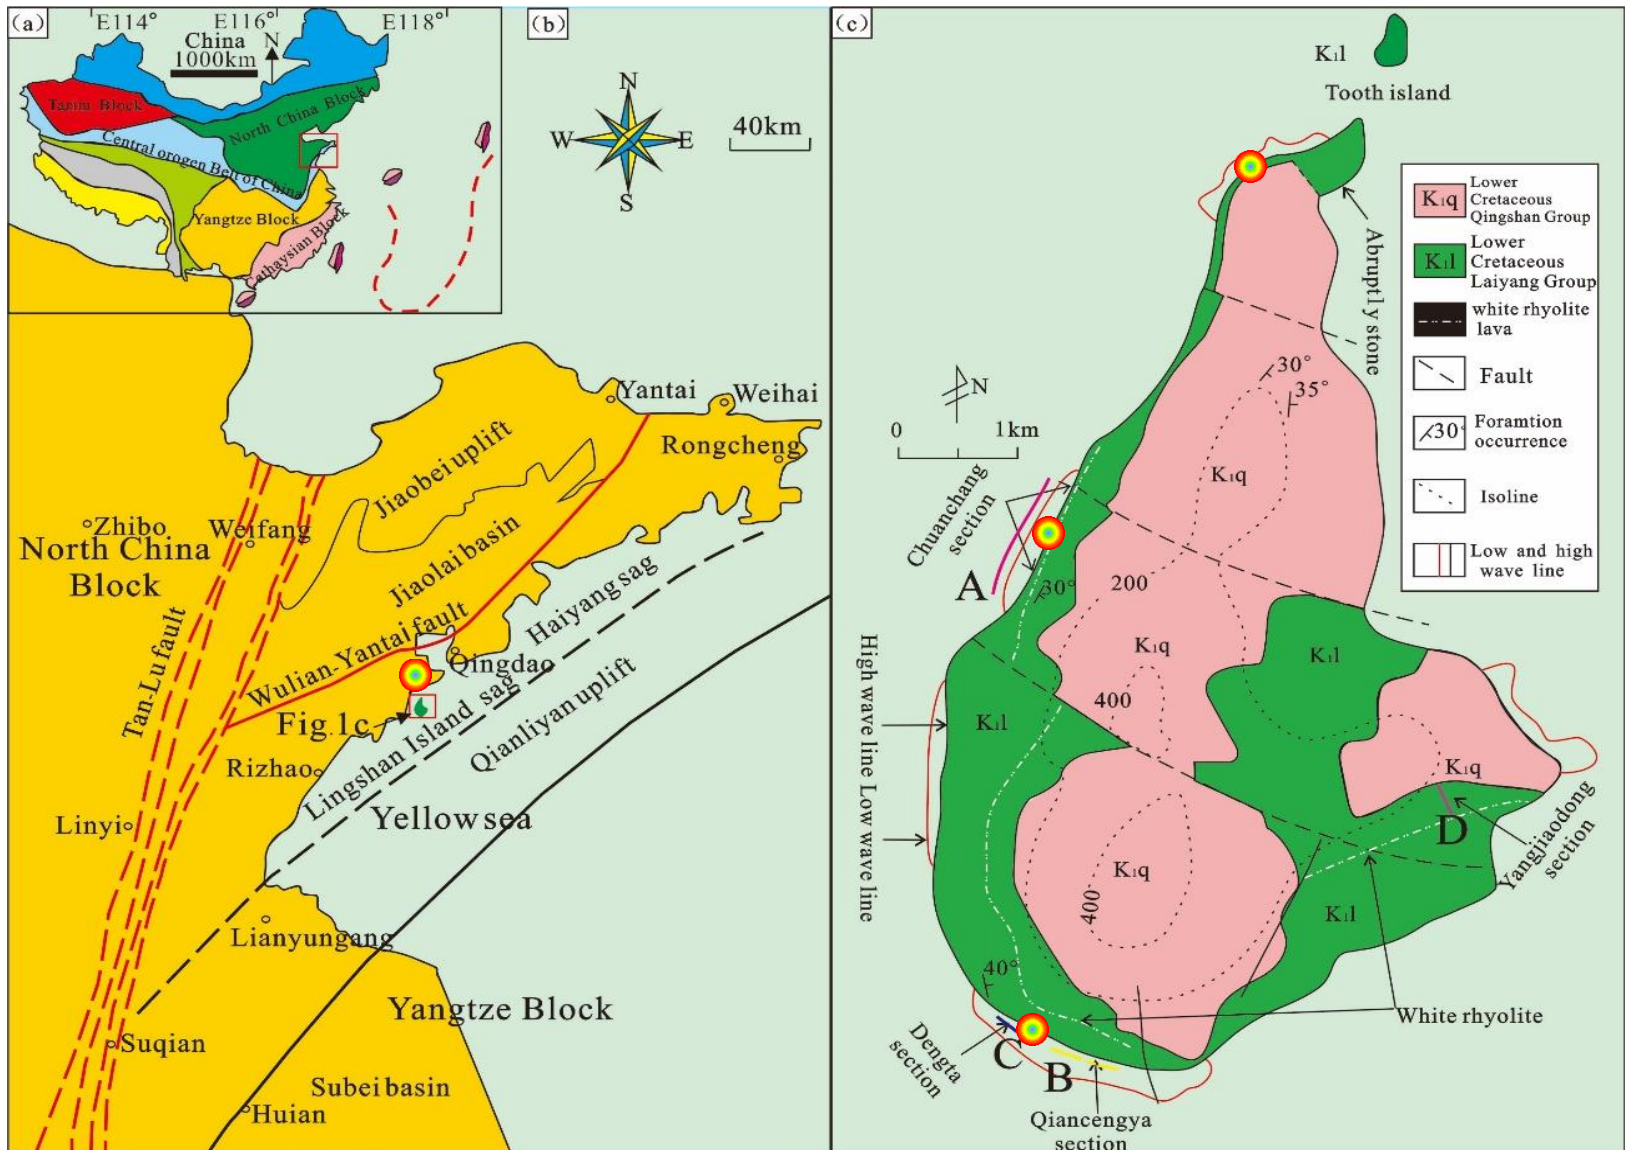 (a)
E114°
E116°
E118°
China
1000km
N
Tarim Block
North China Block
Central orogen Belt of China
Yangtze Block
Cathaysian Block
(b)
N
W
E
S
40km
Yantai
Weihai
Rongcheng
Jiaobei uplift
Zhibo
Weifang
North China
Block
Jiaolai basin
Haiyang sag
Tan-Lu fault
Wulian-Yantai fault
Qingdao
Fig.1c
Lingshan Island sag
Qianliyan uplift
Rizhao
Yellow sea
Linyi
Lianyungang
Yangtze Block
Suqian
Subei basin
Huian
(c)
K1l
Tooth island
Abruptly stone
N
0
1km
30°
35°
K1q
Chuanchang
section
A
30°
200
K1q
400
K1l
K1l
High wave line Low wave line
K1q
D
Yangjiaodong
section
K1q
400
K1l
40°
White rhyolite
Dengta
section
C
B
Qiancengya
section
K1q
Lower
Cretaceous
Qingshan Group
K1l
Lower
Cretaceous
Laiyang Group
white rhyolite
lava
Fault
30°
Foramtion
occurrence
Isoline
Low and high
wave line